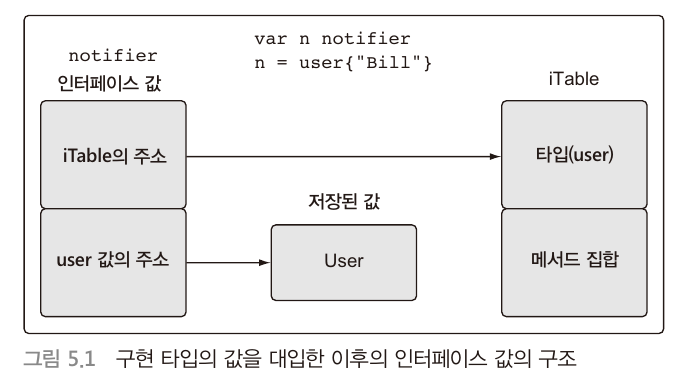 var n notifier
n = user{"Bill"}
notifier
인터페이스 값
iTable
iTable의 주소
타입(user)
저장된 값
user 값의 주소
User
메서드 집합
그림 5.1 구현 타입의 값을 대입한 이후의 인터페이스 값의 구조